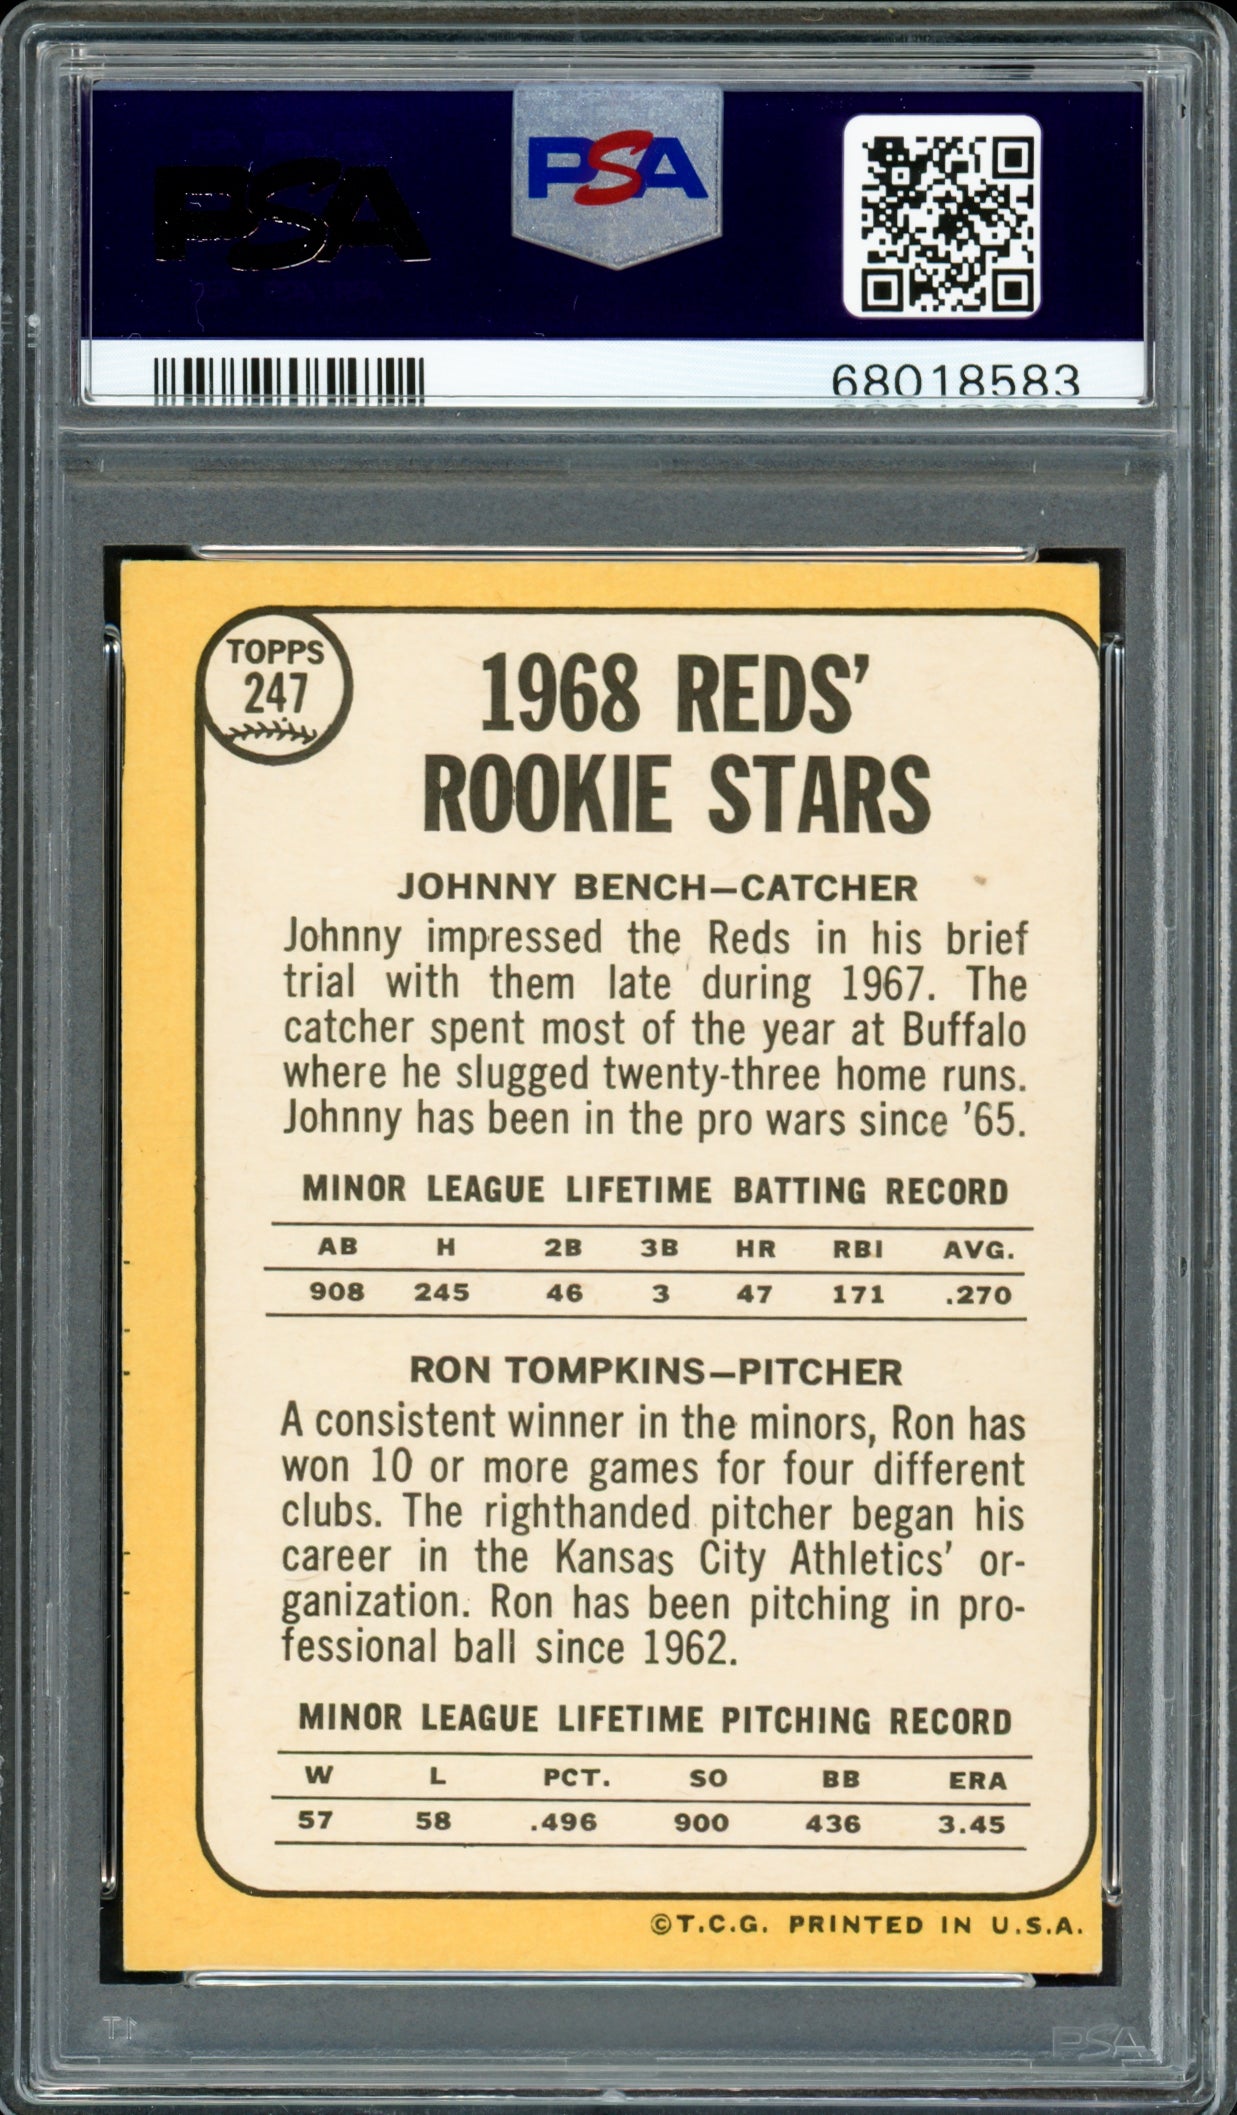 PSA
PSA
68018583
TOPPS
247
1968 REDS'
ROOKIE STARS
JOHNNY BENCH—CATCHER
Johnny impressed the Reds in his brief
trial with them late during 1967. The
catcher spent most of the year at Buffalo
where he slugged twenty-three home runs.
Johnny has been in the pro wars since '65.
MINOR LEAGUE LIFETIME BATTING RECORD
AB H 2B 3B HR RBI AVG.
908 245 46 3 47 171 .270
RON TOMPKINS—PITCHER
A consistent winner in the minors, Ron has
won 10 or more games for four different
clubs. The righthanded pitcher began his
career in the Kansas City Athletics' or-
ganization. Ron has been pitching in pro-
fessional ball since 1962.
MINOR LEAGUE LIFETIME PITCHING RECORD
W L PCT. SO BB ERA
57 58 .496 900 436 3.45
©T.C.G. PRINTED IN U.S.A.
PSA